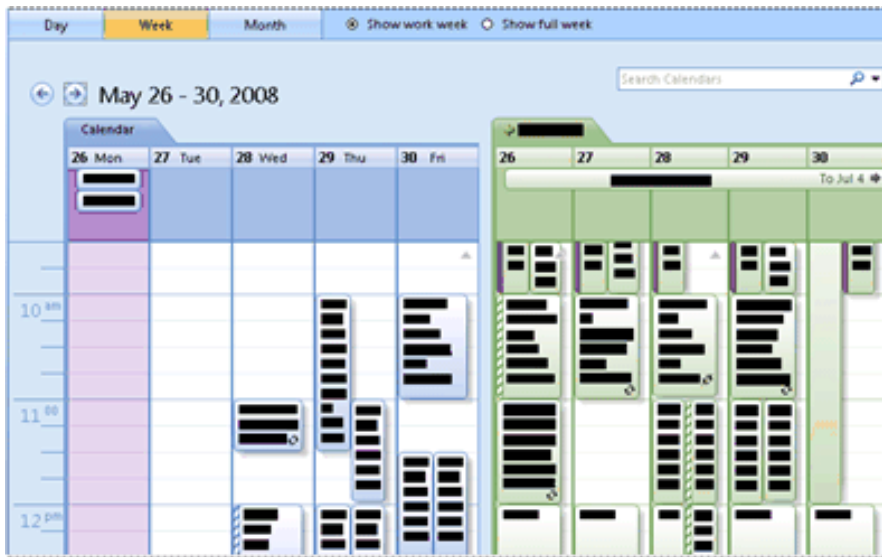 Day Week Month Show work week Show full week
Search Calendars
May 26 - 30, 2008
Calendar
26 Mon 27 Tue 28 Wed 29 Thu 30 Fri
26 27 28 29 30
To Jul 4
10 am
11 00
12 pm